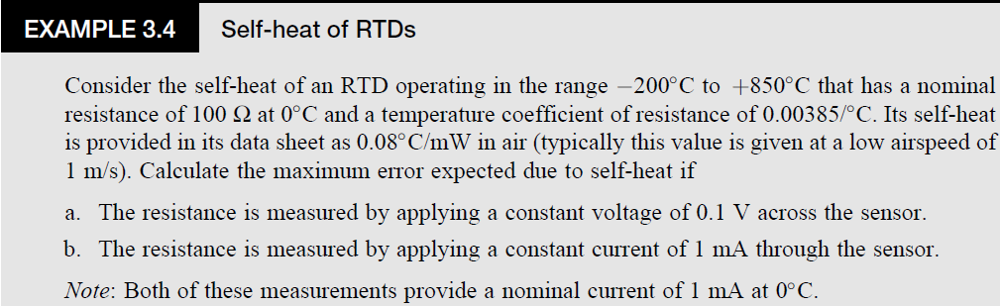 EXAMPLE 3.4 Self-heat of RTDs
Consider the self-heat of an RTD operating in the range −200°C to +850°C that has a nominal
resistance of 100 Ω at 0°C and a temperature coefficient of resistance of 0.00385/°C. Its self-heat
is provided in its data sheet as 0.08°C/mW in air (typically this value is given at a low airspeed of
1 m/s). Calculate the maximum error expected due to self-heat if
a. The resistance is measured by applying a constant voltage of 0.1 V across the sensor.
b. The resistance is measured by applying a constant current of 1 mA through the sensor.
Note: Both of these measurements provide a nominal current of 1 mA at 0°C.